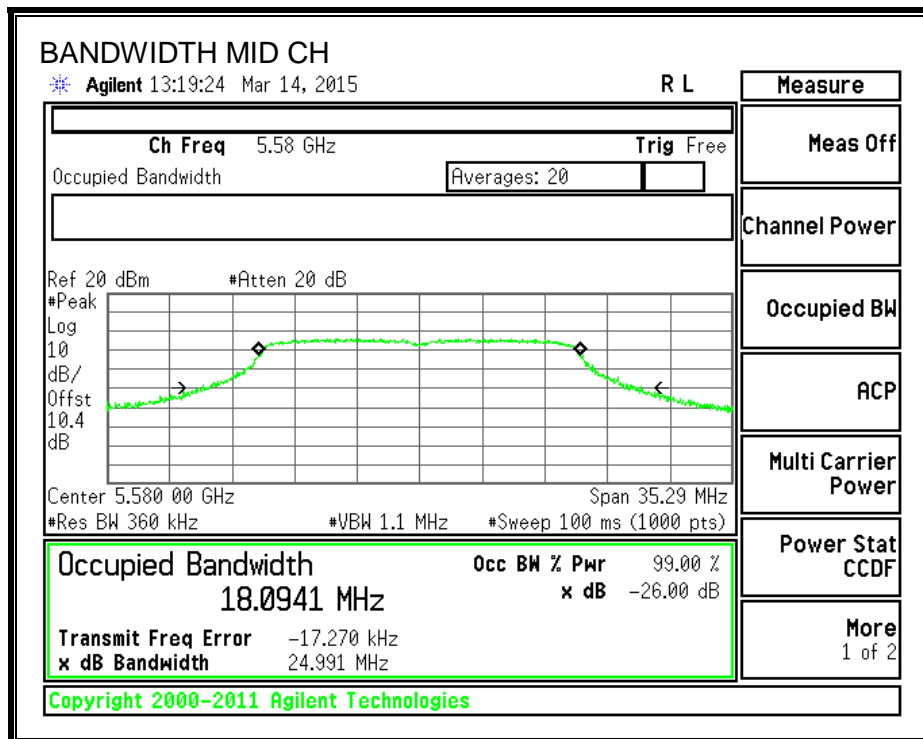 BANDWIDTH MID CH
Agilent 13:19:24 Mar 14, 2015 R L
Measure
Ch Freq 5.58 GHz Trig Free
Meas Off
Occupied Bandwidth Averages: 20
Channel Power
Ref 20 dBm #Atten 20 dB
#Peak
Log
10
dB/
Offst
10.4
dB
Occupied BW
ACP
Center 5.580 00 GHz Span 35.29 MHz
#Res BW 360 kHz #VBW 1.1 MHz #Sweep 100 ms (1000 pts)
Multi Carrier
Power
Occupied Bandwidth Occ BW % Pwr 99.00 %
18.0941 MHz x dB -26.00 dB
Power Stat
CCDF
Transmit Freq Error -17.270 kHz
x dB Bandwidth 24.991 MHz
More
1 of 2
Copyright 2000-2011 Agilent Technologies